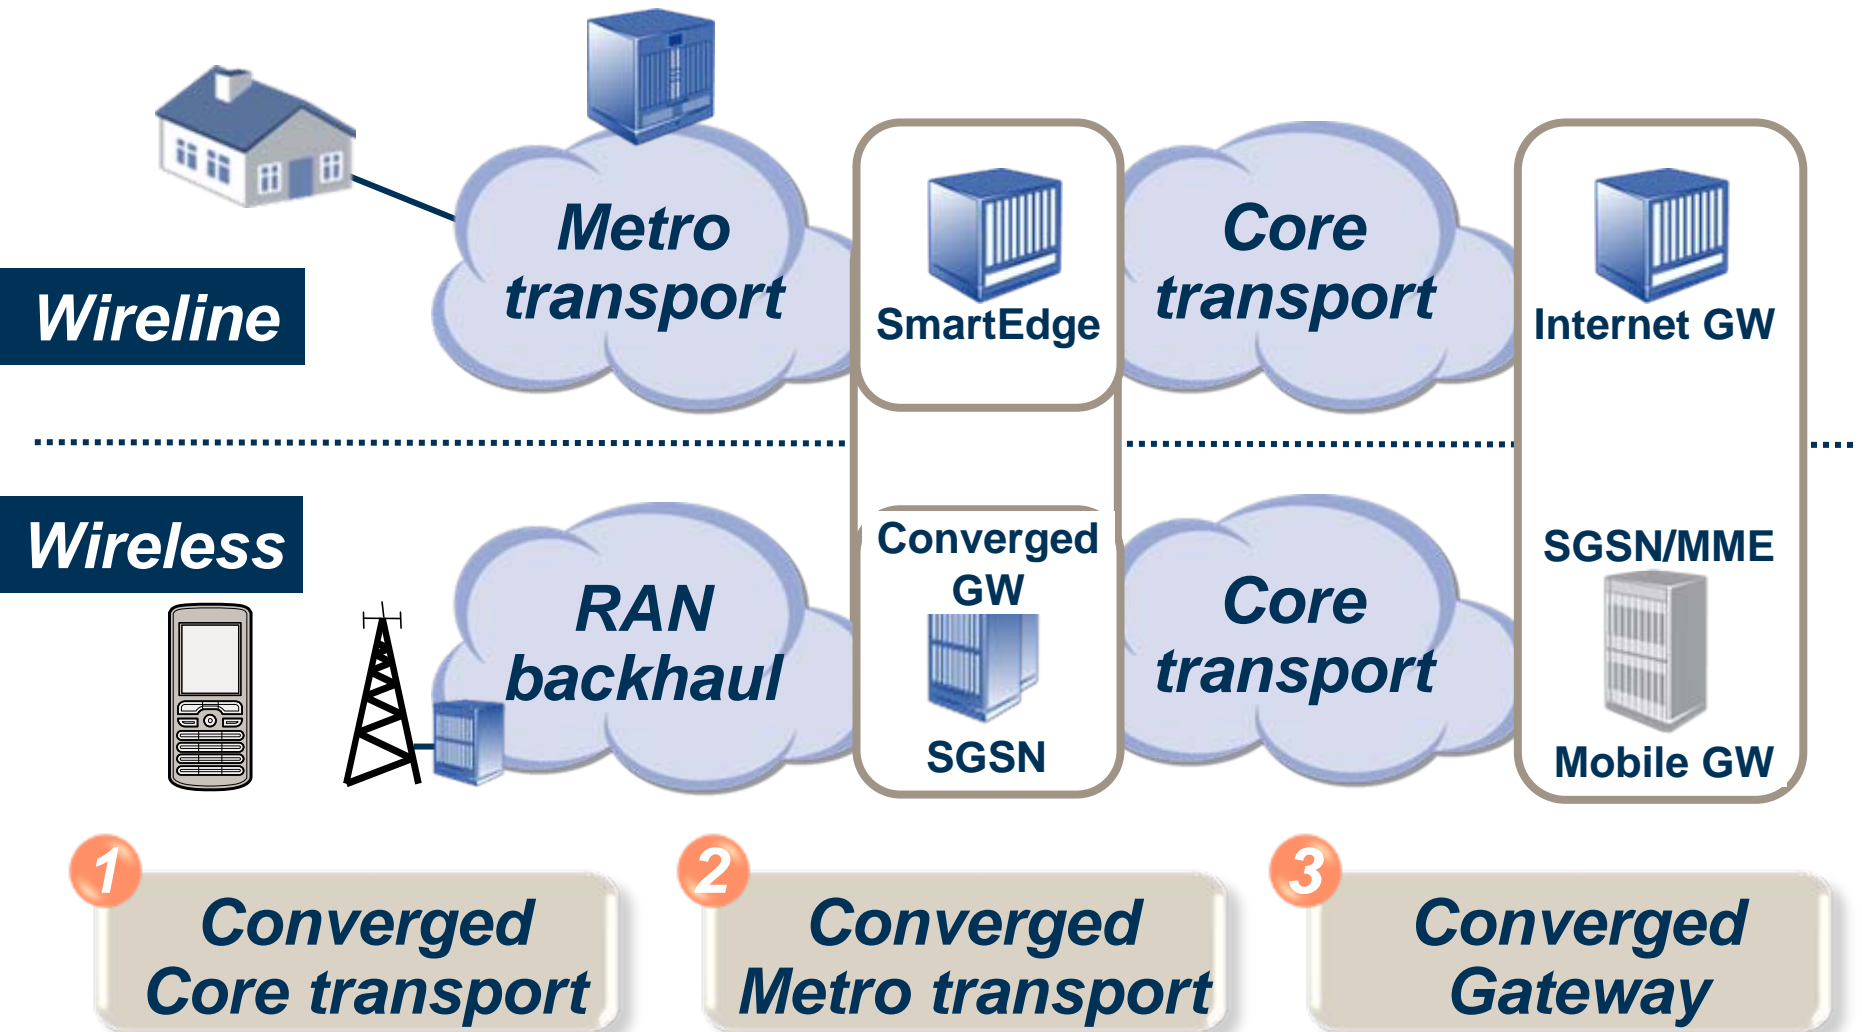 Metro
transport
SmartEdge
Core
transport
Internet GW
Wireline
Wireless
RAN
backhaul
Converged
GW
SGSN
Core
transport
SGSN/MME
Mobile GW
1
Converged
Core transport
2
Converged
Metro transport
3
Converged
Gateway